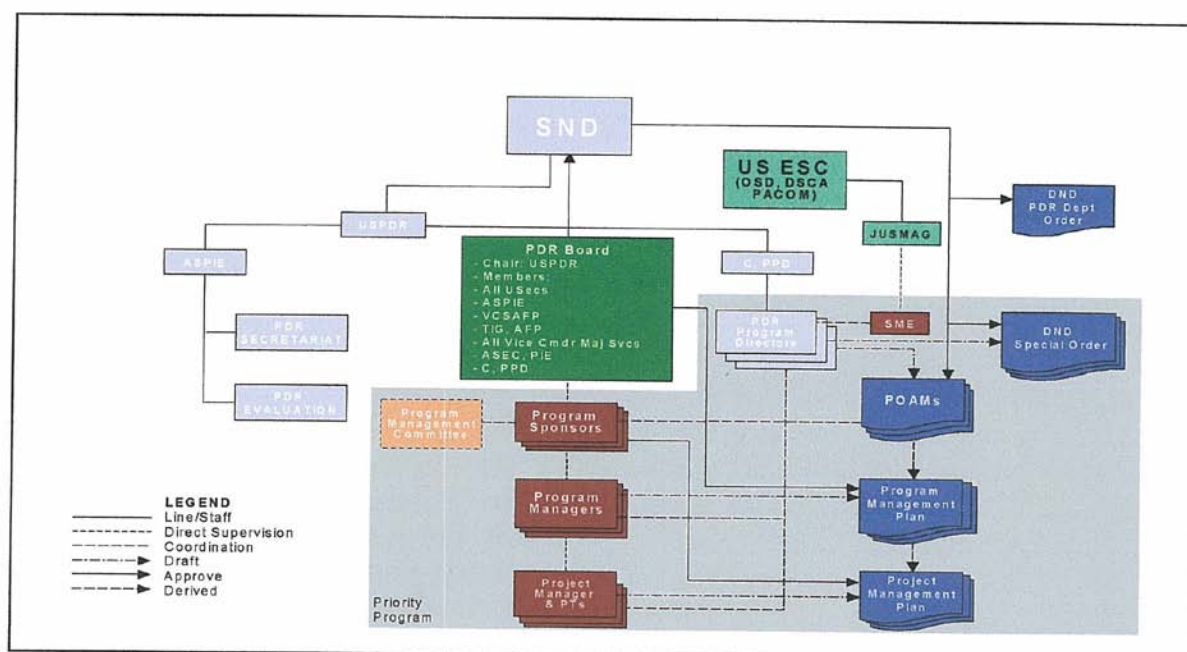 SND
US ESC
(OSD, DSCA
PACOM)
DND
PDR Dept
Order
USPDR
JUSMAG
ASPIE
PDR Board
- Chair: USPDR
- Members:
- All USecs
- ASPIE
- VCSAFP
- TIG, AFP
- All Vice Cmdr Maj Svcs
- ASEC, PIE
- C, PPD
C, PPD
PDR
SECRETARIAT
PDR
Program
Directors
SME
DND
Special Order
PDR
EVALUATION
Program
Management
Committee
Program
Sponsors
POAMs
Program
Managers
Program
Management
Plan
Project
Manager
& PTs
Project
Management
Plan
Priority
Program
LEGEND
Line/Staff
Direct Supervision
Coordination
Draft
Approve
Derived